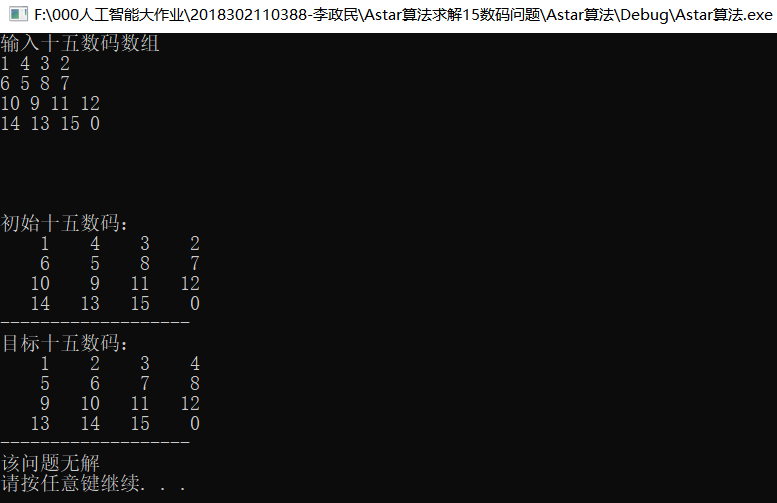 F:\000人工智能大作业\2018302110388-李政民\Astar算法求解15数码问题\Astar算法\Debug\Astar算法.exe
输入十五数码数组
1 4 3 2
6 5 8 7
10 9 11 12
14 13 15 0
初始十五数码：
1 4 3 2
6 5 8 7
10 9 11 12
14 13 15 0
-------------------
目标十五数码：
1 2 3 4
5 6 7 8
9 10 11 12
13 14 15 0
-------------------
该问题无解
请按任意键继续. . .